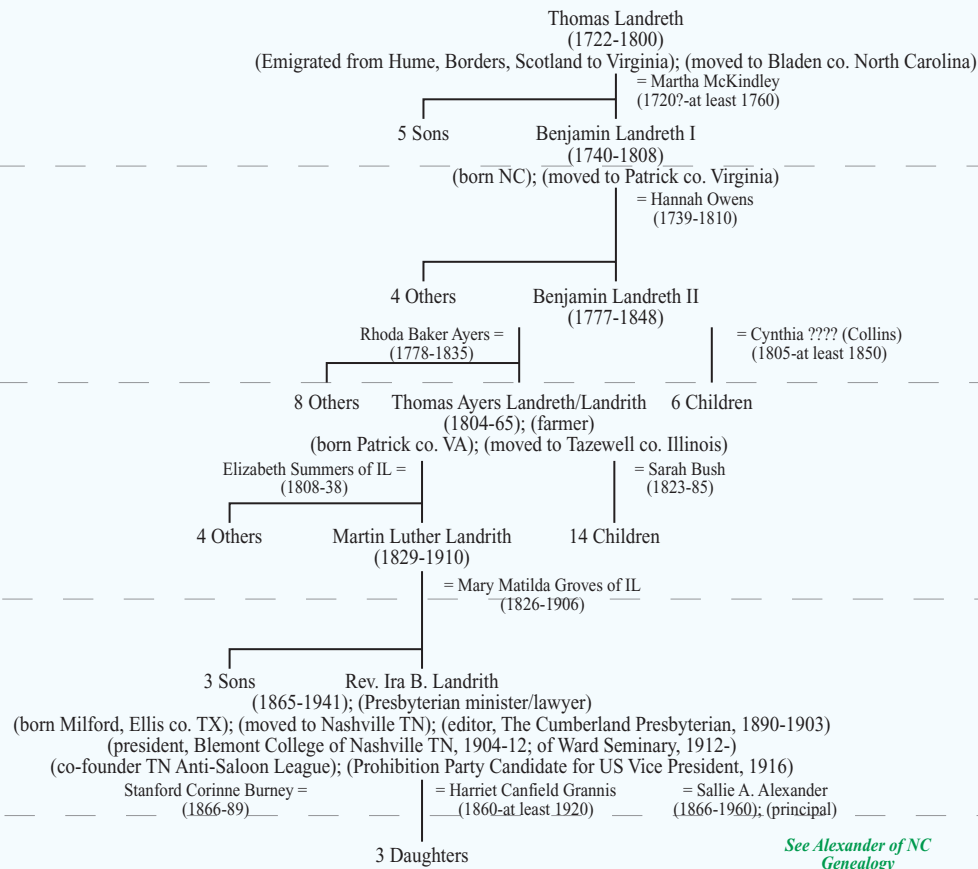 Thomas Landreth
(1722-1800)
(Emigrated from Hume, Borders, Scotland to Virginia); (moved to Bladen co. North Carolina)
= Martha McKindley
(1720?-at least 1760)
5 Sons
Benjamin Landreth I
(1740-1808)
(born NC); (moved to Patrick co. Virginia)
= Hannah Owens
(1739-1810)
4 Others
Benjamin Landreth II
(1777-1848)
Rhoda Baker Ayers =
(1778-1835)
= Cynthia ???? (Collins)
(1805-at least 1850)
8 Others
Thomas Ayers Landreth/Landrith
6 Children
(1804-65); (farmer)
(born Patrick co. VA); (moved to Tazewell co. Illinois)
Elizabeth Summers of IL =
(1808-38)
= Sarah Bush
(1823-85)
4 Others
Martin Luther Landrith
14 Children
(1829-1910)
= Mary Matilda Groves of IL
(1826-1906)
3 Sons
Rev. Ira B. Landrith
(1865-1941); (Presbyterian minister/lawyer)
(born Milford, Ellis co. TX); (moved to Nashville TN); (editor, The Cumberland Presbyterian, 1890-1903)
(president, Blemont College of Nashville TN, 1904-12; of Ward Seminary, 1912-)
(co-founder TN Anti-Saloon League); (Prohibition Party Candidate for US Vice President, 1916)
Stanford Corinne Burney =
(1866-89)
= Harriet Canfield Grannis
(1860-at least 1920)
= Sallie A. Alexander
(1866-1960); (principal)
3 Daughters
See Alexander of NC
Genealogy